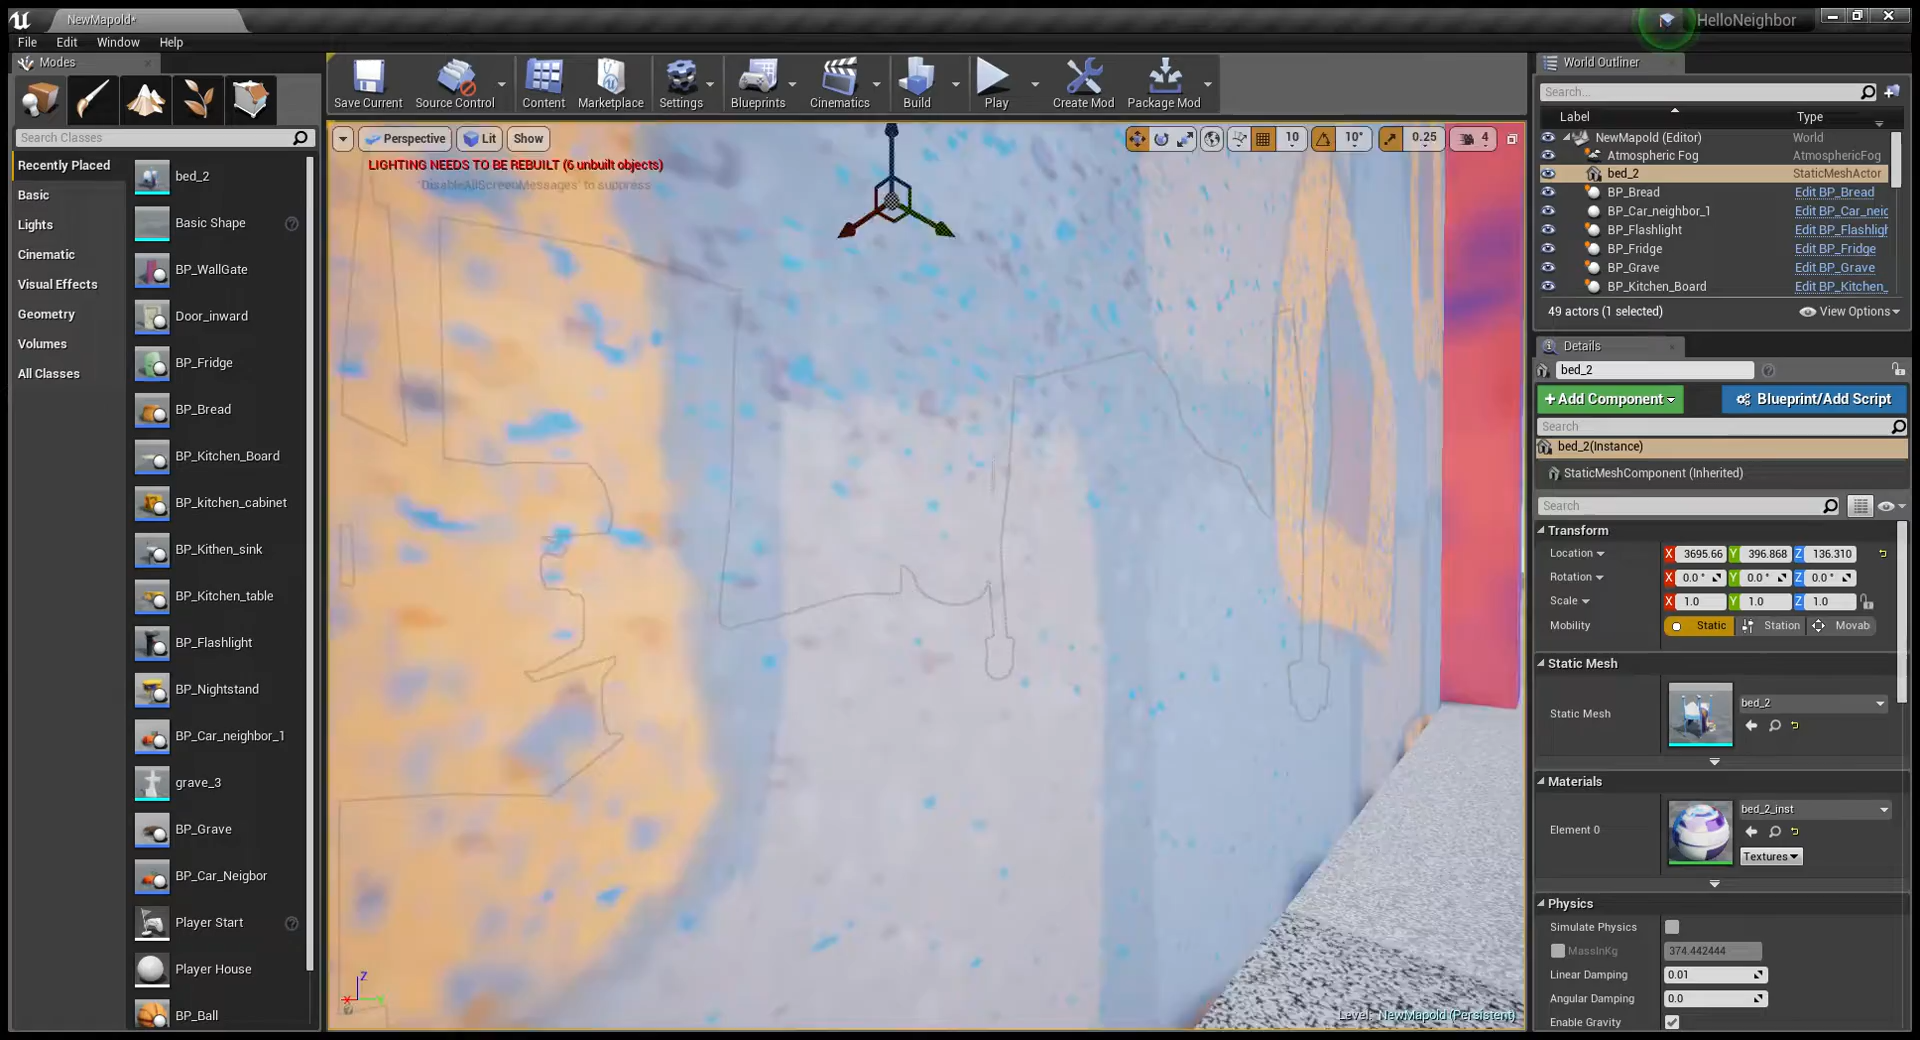 NewMapold*
HelloNeighbor
File Edit Window Help
Modes
Search Classes
Recently Placed
Basic
Lights
Cinematic
Visual Effects
Geometry
Volumes
All Classes
bed_2
Basic Shape
BP_WallGate
Door_inward
BP_Fridge
BP_Bread
BP_Kitchen_Board
BP_kitchen_cabinet
BP_Kithen_sink
BP_Kitchen_table
BP_Flashlight
BP_Nightstand
BP_Car_neighbor_1
grave_3
BP_Grave
BP_Car_Neigbor
Player Start
Player House
BP_Ball
Save Current Source Control Content Marketplace Settings Blueprints Cinematics Build Play Create Mod Package Mod
Perspective Lit Show
10 10° 0.25 4
LIGHTING NEEDS TO BE REBUILT (6 unbuilt objects)
'DisableAllScreenMessages' to suppress
Z
X
Level: NewMapold (Persistent)
World Outliner
Search...
Label Type
NewMapold (Editor) World
Atmospheric Fog AtmosphericFog
bed_2 StaticMeshActor
BP_Bread Edit BP_Bread
BP_Car_neighbor_1 Edit BP_Car_neig
BP_Flashlight Edit BP_Flashligh
BP_Fridge Edit BP_Fridge
BP_Grave Edit BP_Grave
BP_Kitchen_Board Edit BP_Kitchen_
49 actors (1 selected) View Options
Details
bed_2
+Add Component Blueprint/Add Script
Search
bed_2(Instance)
StaticMeshComponent (Inherited)
Search
Transform
Location X 3695.66 Y 396.868 Z 136.310
Rotation X 0.0° Y 0.0° Z 0.0°
Scale X 1.0 Y 1.0 Z 1.0
Mobility Static Station Movab
Static Mesh
Static Mesh bed_2
Materials
Element 0 bed_2_inst
Textures
Physics
Simulate Physics
MassInKg 374.442444
Linear Damping 0.01
Angular Damping 0.0
Enable Gravity